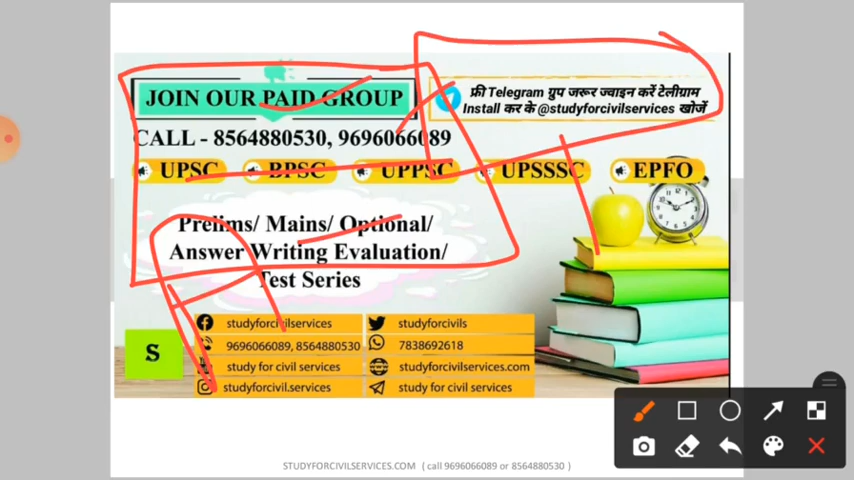 JOIN OUR PAID GROUP
फ्री Telegram ग्रुप जरूर ज्वाइन करें टेलीग्राम
Install कर के @studyforcivilservices खोजें
CALL - 8564880530, 9696066089
UPSC BPSC UPPSC UPSSSC EPFO
Prelims/ Mains/ Optional/
Answer Writing Evaluation/
Test Series
studyforcivilservices studyforcivils
9696066089, 8564880530 7838692618
study for civil services studyforcivilservices.com
studyforcivil.services study for civil services
S
STUDYFORCIVILSERVICES.COM ( call 9696066089 or 8564880530 )